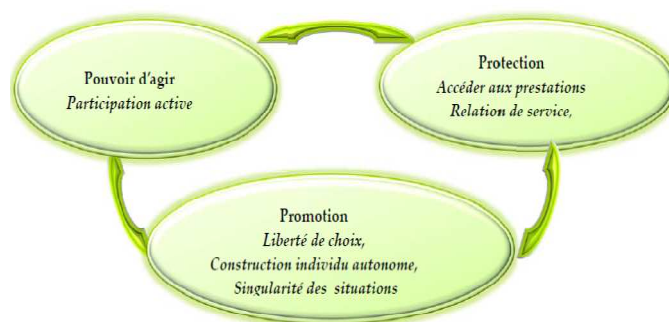 Pouvoir d'agir
Participation active
Protection
Accéder aux prestations
Relation de service,
Promotion
Liberté de choix,
Construction individu autonome,
Singularité des situations